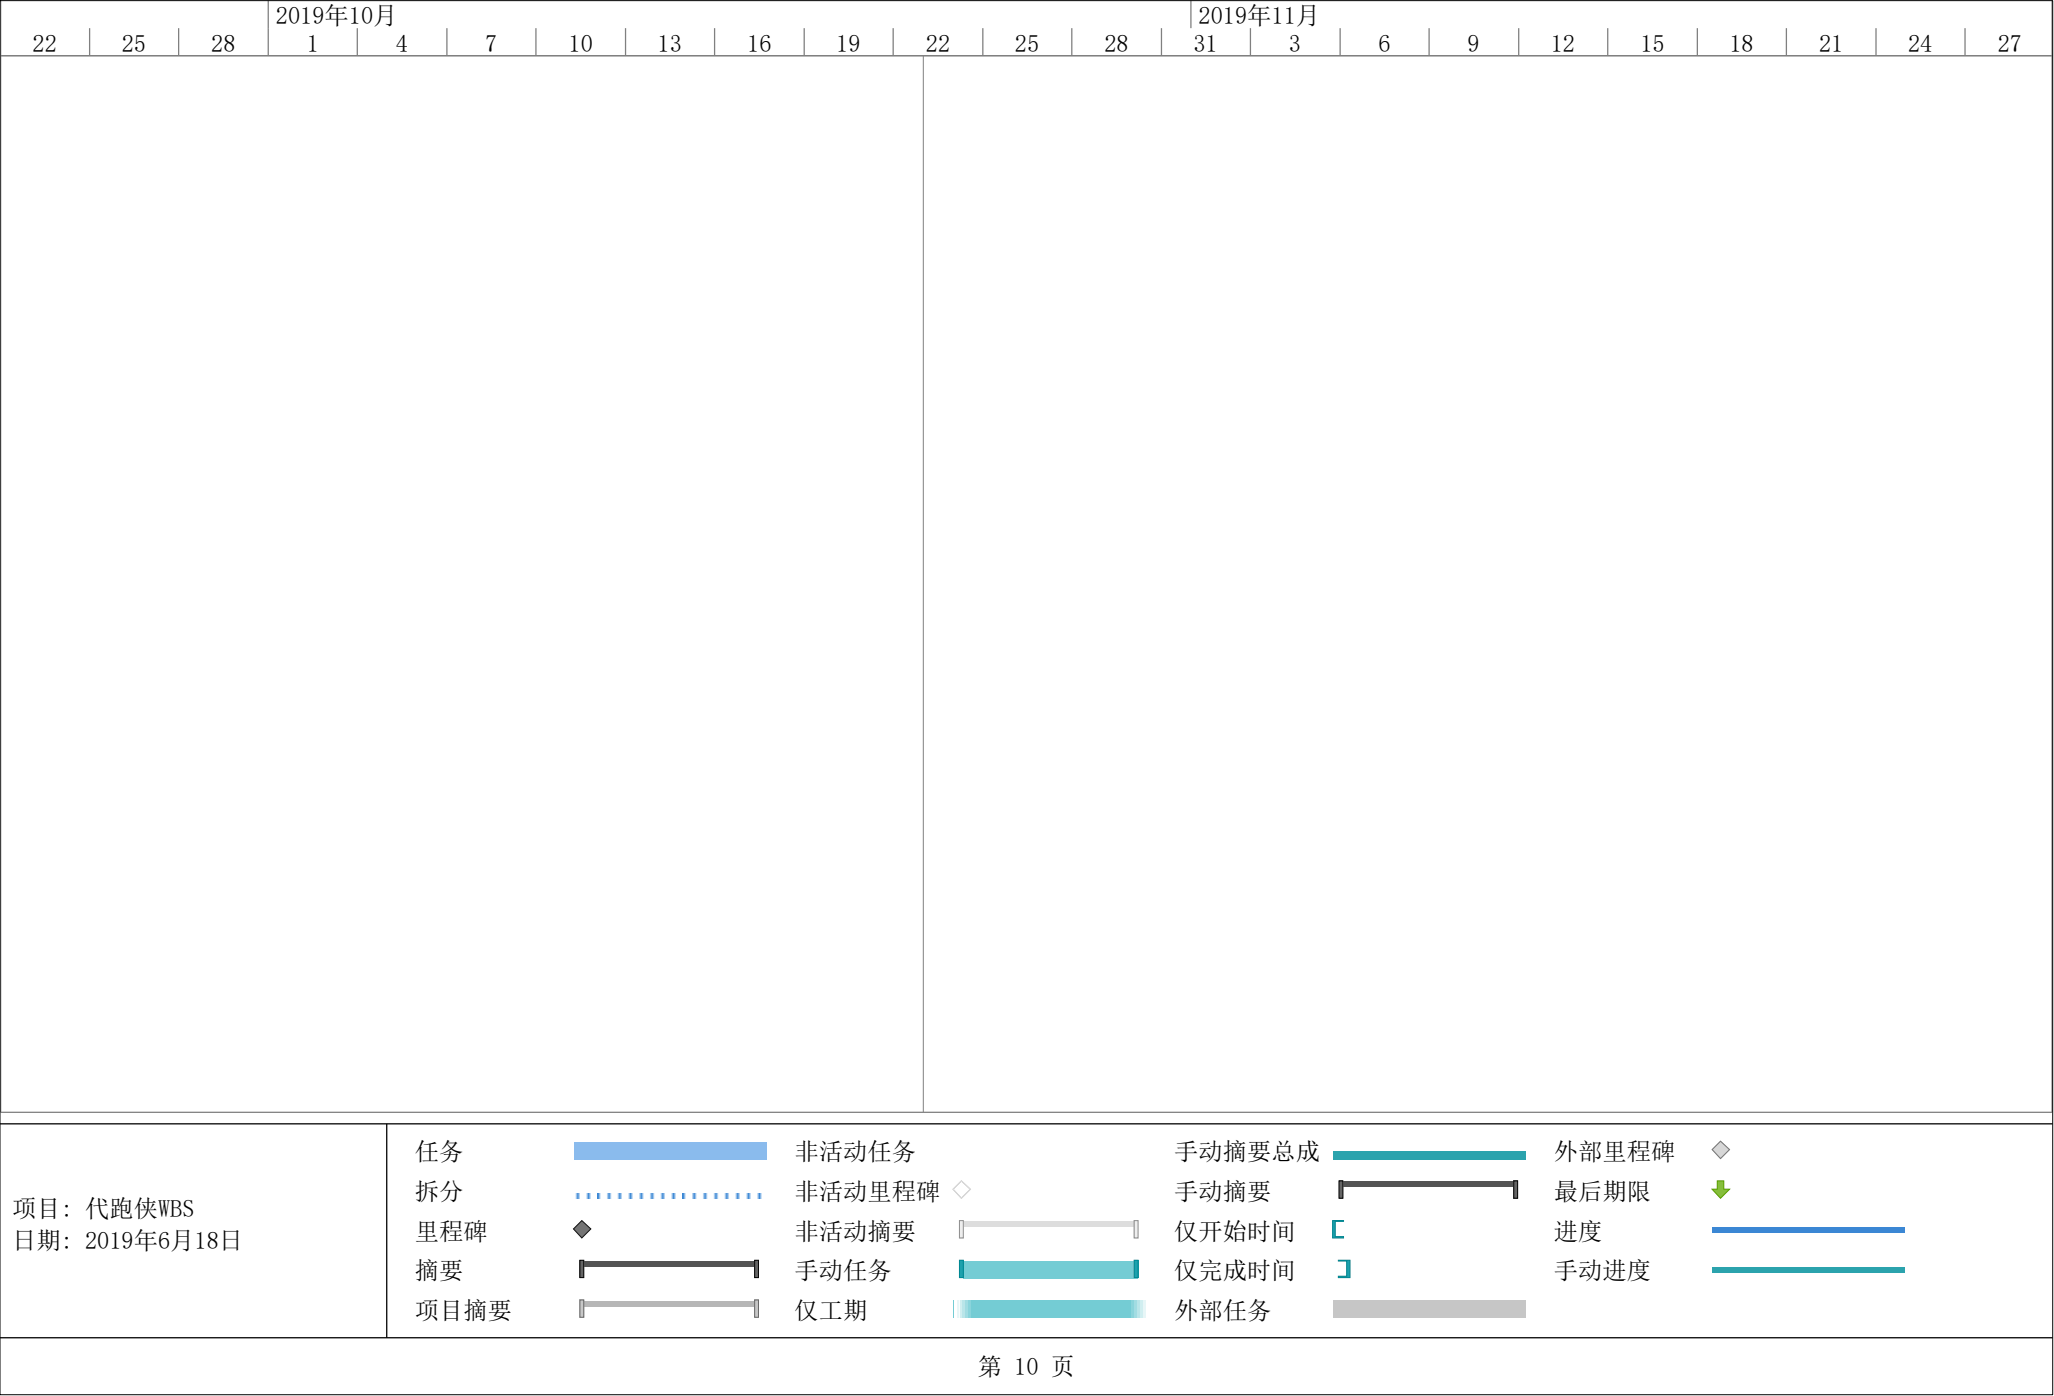 2019年10月 2019年11月
22 25 28 1 4 7 10 13 16 19 22 25 28 31 3 6 9 12 15 18 21 24 27
项目: 代跑侠WBS
日期: 2019年6月18日
任务 非活动任务 手动摘要总成 外部里程碑
拆分 非活动里程碑 手动摘要 最后期限
里程碑 非活动摘要 仅开始时间 进度
摘要 手动任务 仅完成时间 手动进度
项目摘要 仅工期 外部任务
第 10 页